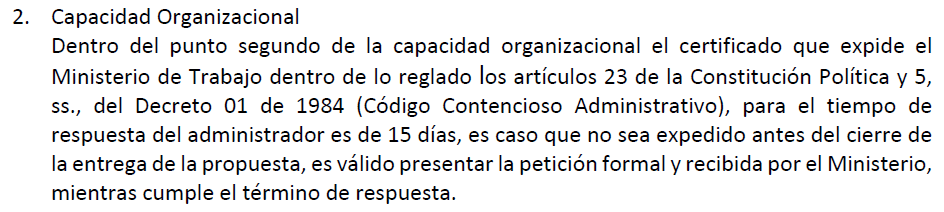 2. Capacidad Organizacional
Dentro del punto segundo de la capacidad organizacional el certificado que expide el
Ministerio de Trabajo dentro de lo reglado los artículos 23 de la Constitución Política y 5,
ss., del Decreto 01 de 1984 (Código Contencioso Administrativo), para el tiempo de
respuesta del administrador es de 15 días, es caso que no sea expedido antes del cierre de
la entrega de la propuesta, es válido presentar la petición formal y recibida por el Ministerio,
mientras cumple el término de respuesta.